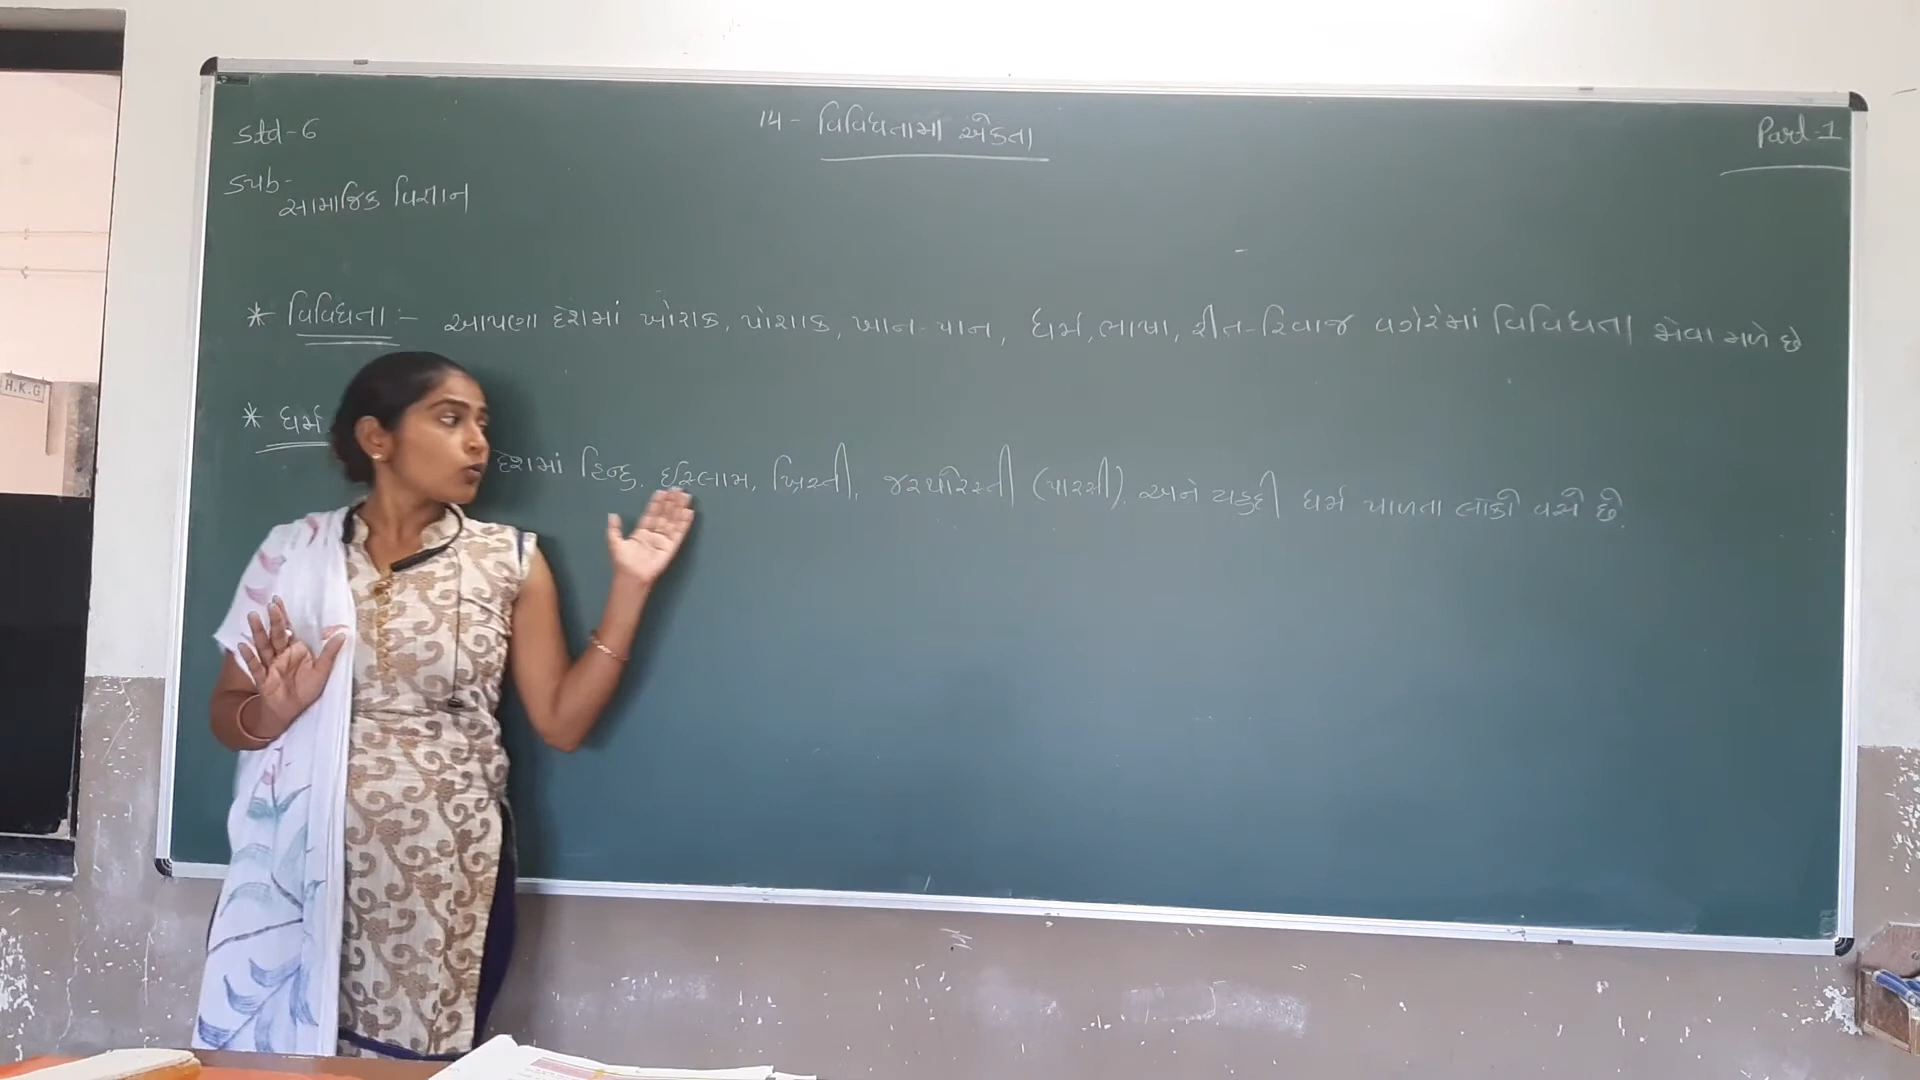 14 - વિવિધતામાં એકતા
Std-6
Part-1
Sub-
સામાજિક વિજ્ઞાન
* વિવિધતા :- આપણા દેશમાં ખોરાક, પોશાક, ખાન-પાન, ધર્મ, ભાષા, રીત-રિવાજ વગેરેમાં વિવિધતા જોવા મળે છે
H.K.G
* ધર્મ
દેશમાં હિન્દુ, ઈસ્લામ, ખ્રિસ્તી, જરથોસ્તી (પારસી), અને યહુદી ધર્મ પાળતા લોકો વસે છે.